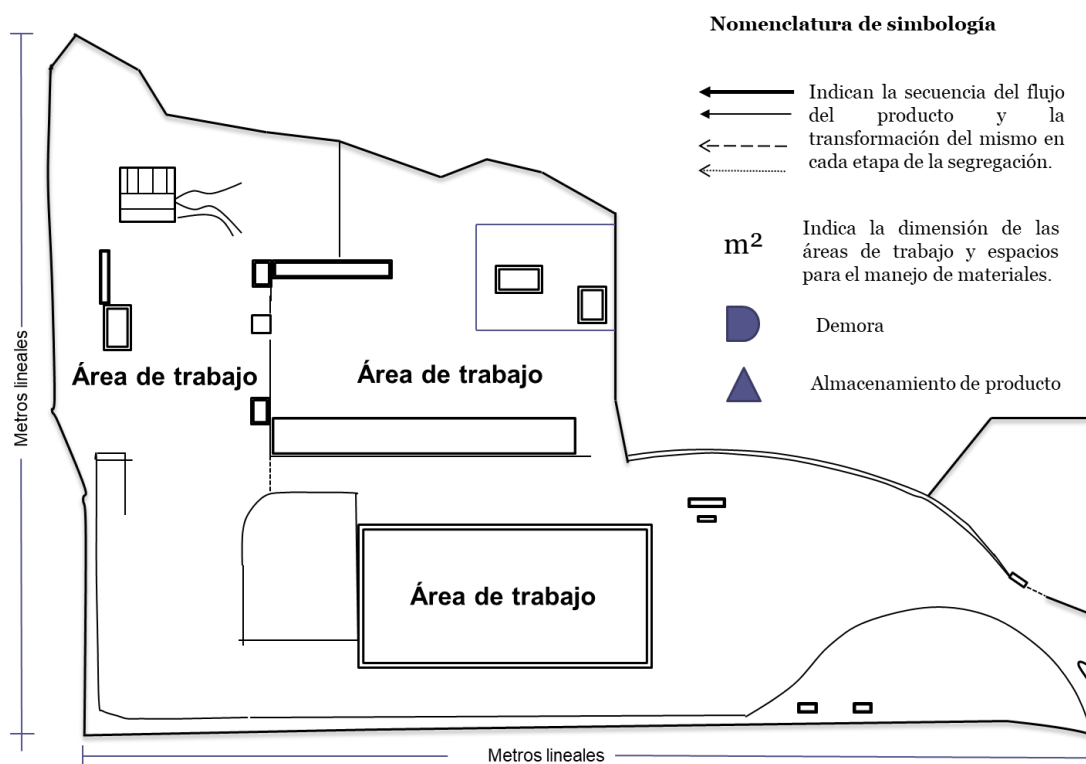 Nomenclatura de simbología
Indican la secuencia del flujo
del producto y la
transformación del mismo en
cada etapa de la segregación.
m²
Indica la dimensión de las
áreas de trabajo y espacios
para el manejo de materiales.
Demora
Almacenamiento de producto
Metros lineales
Área de trabajo
Área de trabajo
Área de trabajo
Metros lineales